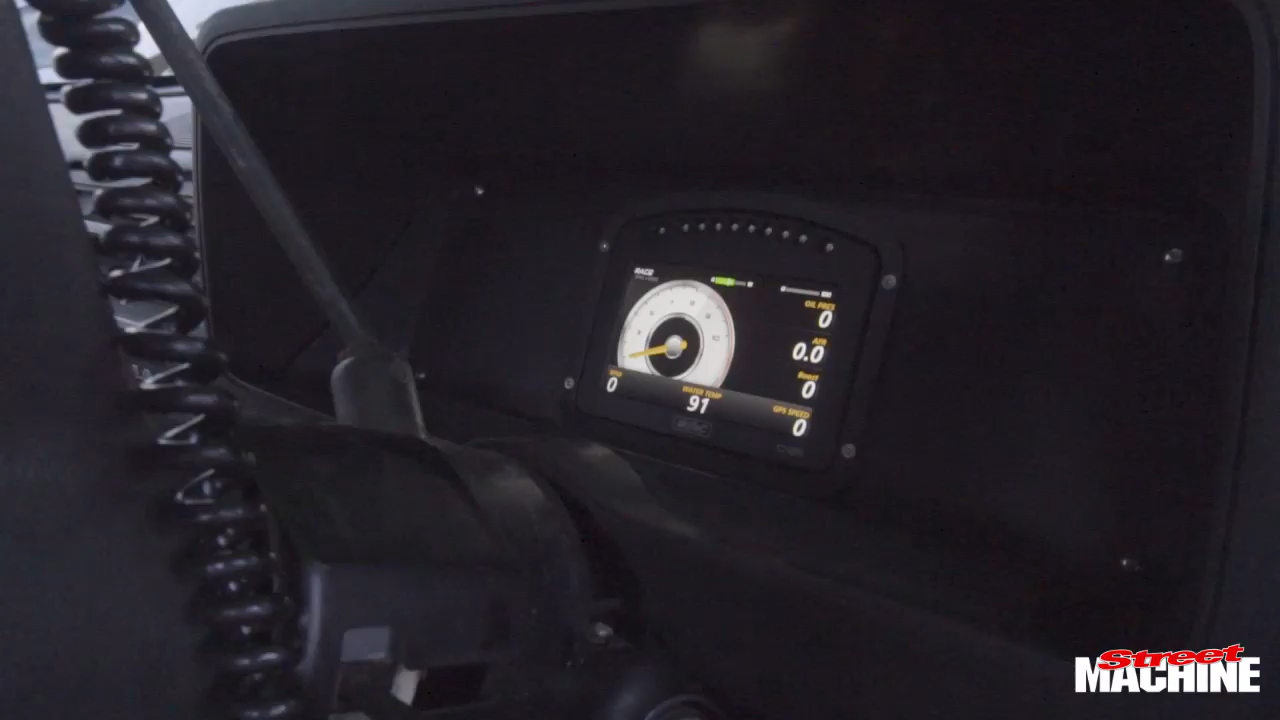 RACE
OIL PRES
0
AFR
0.0
Boost
0
RPM
0
WATER TEMP
91
GPS SPEED
0
Street
MACHINE